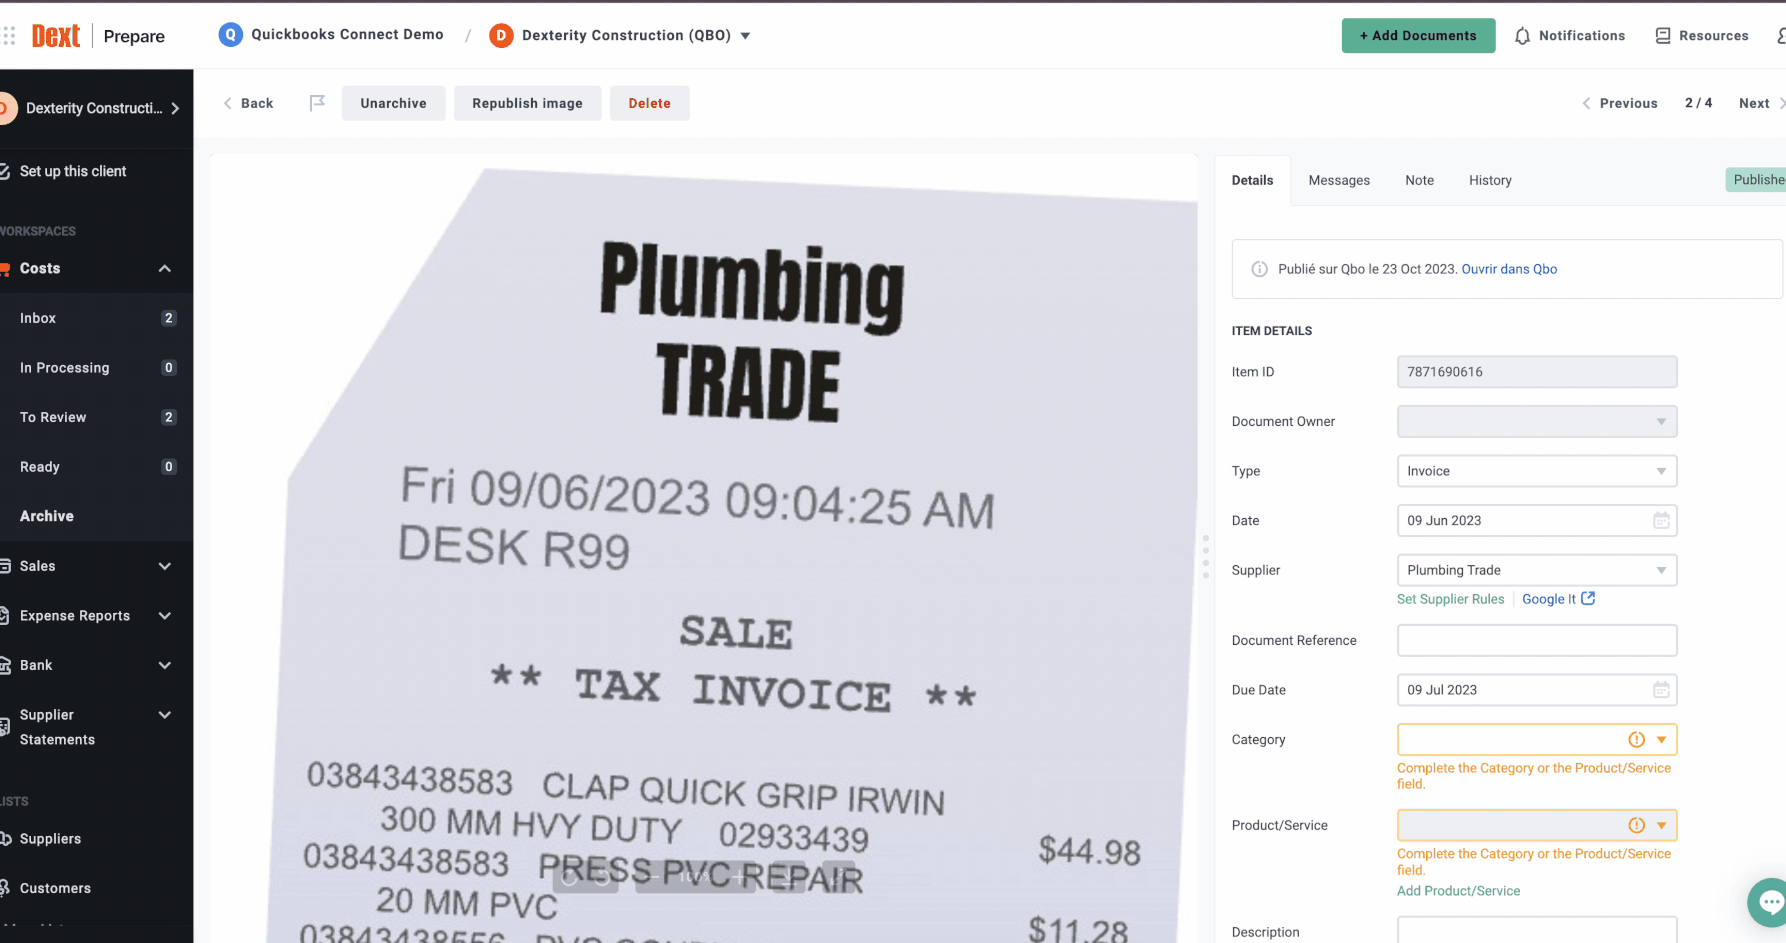 Dext Prepare
Q Quickbooks Connect Demo / D Dexterity Construction (QBO)
+ Add Documents
Notifications
Resources
D Dexterity Constructi...
Back
Unarchive
Republish image
Delete
Previous
2 / 4
Next
Set up this client
WORKSPACES
Costs
Inbox 2
In Processing 0
To Review 2
Ready 0
Archive
Sales
Expense Reports
Bank
Supplier
Statements
LISTS
Suppliers
Customers
Plumbing
TRADE
Fri 09/06/2023 09:04:25 AM
DESK R99
SALE
** TAX INVOICE **
03843438583 CLAP QUICK GRIP IRWIN
300 MM HVY DUTY 02933439
$44.98
03843438583 PRESS PVC REPAIR
100%
20 MM PVC
$11.28
Details
Messages
Note
History
Publishe
Publié sur Qbo le 23 Oct 2023. Ouvrir dans Qbo
ITEM DETAILS
Item ID 7871690616
Document Owner
Type Invoice
Date 09 Jun 2023
Supplier Plumbing Trade
Set Supplier Rules | Google It
Document Reference
Due Date 09 Jul 2023
Category
Complete the Category or the Product/Service
field.
Product/Service
Complete the Category or the Product/Service
field.
Add Product/Service
Description